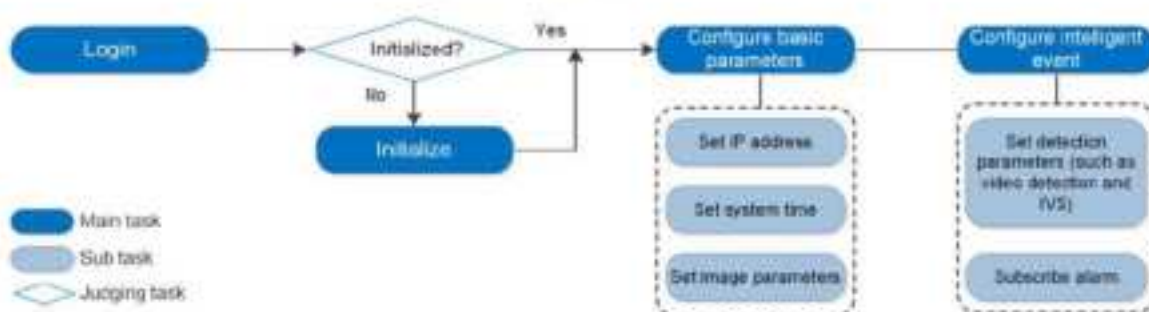 Login
Initialized?
Yes
No
Initialize
Configure basic
parameters
Set IP address
Set system time
Set image parameters
Configure intelligent
event
Set detection
parameters (such as
video detection and
IVS)
Subscribe alarm
Main task
Sub task
Judging task